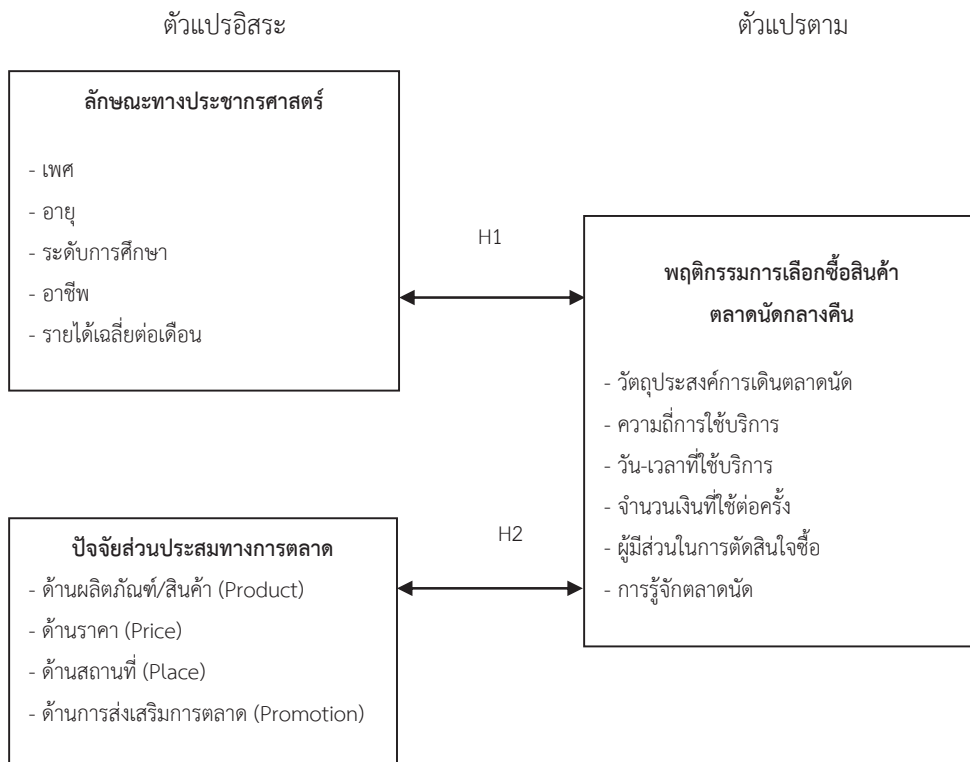 ตัวแปรอิสระ
ตัวแปรตาม
ลักษณะทางประชากรศาสตร์
- เพศ
- อายุ
- ระดับการศึกษา
- อาชีพ
- รายได้เฉลี่ยต่อเดือน
H1
พฤติกรรมการเลือกซื้อสินค้า
ตลาดนัดกลางคืน
- วัตถุประสงค์การเดินตลาดนัด
- ความถี่การใช้บริการ
- วัน-เวลาที่ใช้บริการ
- จำนวนเงินที่ใช้ต่อครั้ง
- ผู้มีส่วนในการตัดสินใจซื้อ
- การรู้จักตลาดนัด
H2
ปัจจัยส่วนประสมทางการตลาด
- ด้านผลิตภัณฑ์/สินค้า (Product)
- ด้านราคา (Price)
- ด้านสถานที่ (Place)
- ด้านการส่งเสริมการตลาด (Promotion)